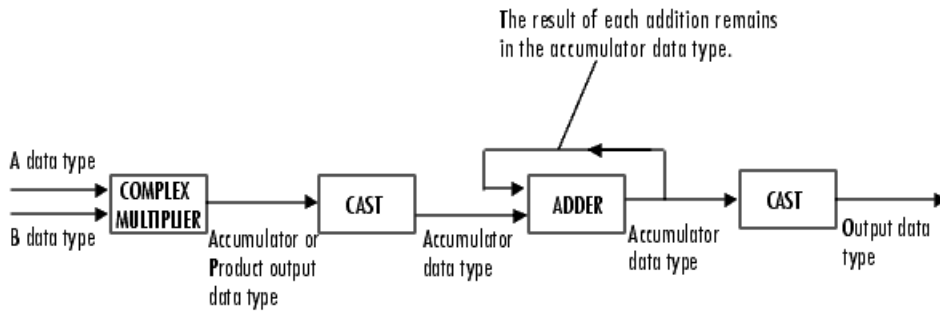 The result of each addition remains
in the accumulator data type.
A data type
B data type
COMPLEX
MULTIPLIER
Accumulator or
Product output
data type
CAST
Accumulator
data type
ADDER
Accumulator
data type
CAST
Output data
type